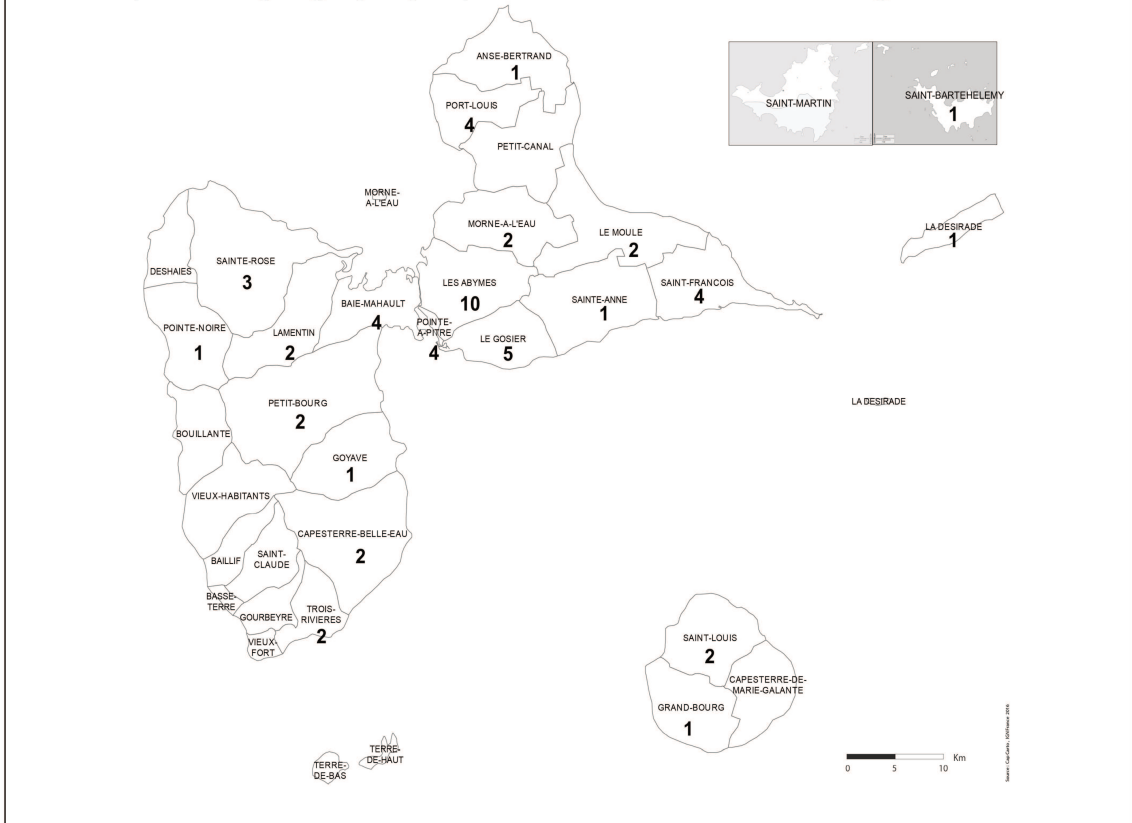 ANSE-BERTRAND
1
PORT-LOUIS
4
PETIT-CANAL
SAINT-MARTIN
SAINT-BARTEHELEMY
1
MORNE-
A-L'EAU
MORNE-A-L'EAU
2
LE MOULE
2
LA DESIRADE
1
DESHAIES
SAINTE-ROSE
3
LES ABYMES
10
SAINTE-ANNE
1
SAINT-FRANCOIS
4
BAIE-MAHAULT
4
POINTE-
A-PITRE
4
LE GOSIER
5
POINTE-NOIRE
1
LAMENTIN
2
PETIT-BOURG
2
LA DESIRADE
BOUILLANTE
GOYAVE
1
VIEUX-HABITANTS
CAPESTERRE-BELLE-EAU
2
BAILLIF
SAINT-
CLAUDE
BASSE-
TERRE
GOURBEYRE
TROIS-
RIVIERES
2
VIEUX-
FORT
SAINT-LOUIS
2
CAPESTERRE-DE-
MARIE-GALANTE
GRAND-BOURG
1
TERRE-
DE-HAUT
TERRE-
DE-BAS
Km
0 5 10